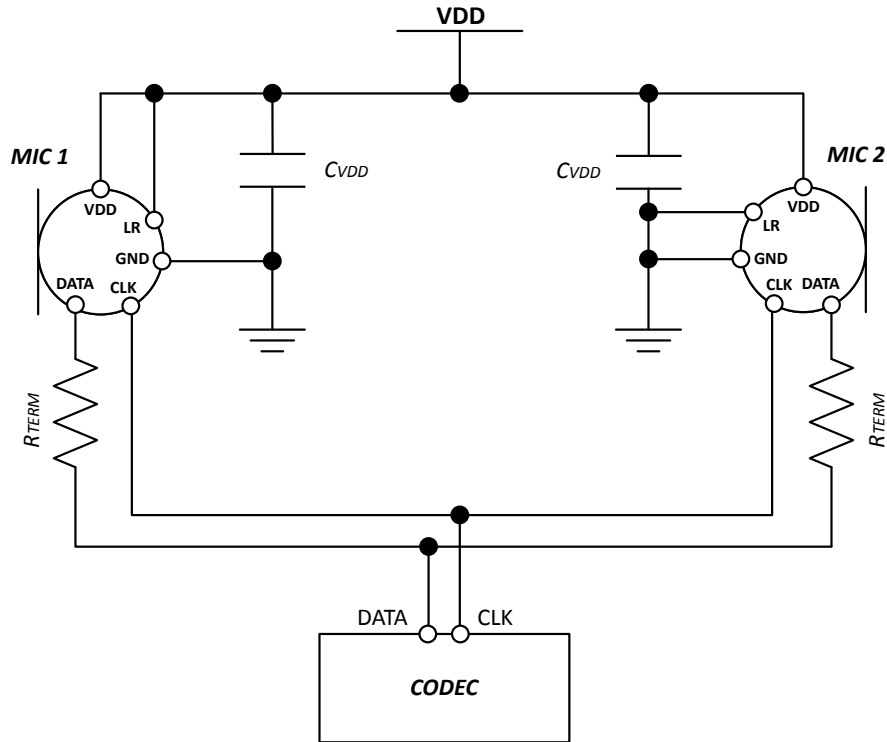 VDD
MIC 1
CVDD
CVDD
MIC 2
VDD
LR
GND
DATA
CLK
VDD
LR
GND
CLK
DATA
RTERM
RTERM
DATA
CLK
CODEC